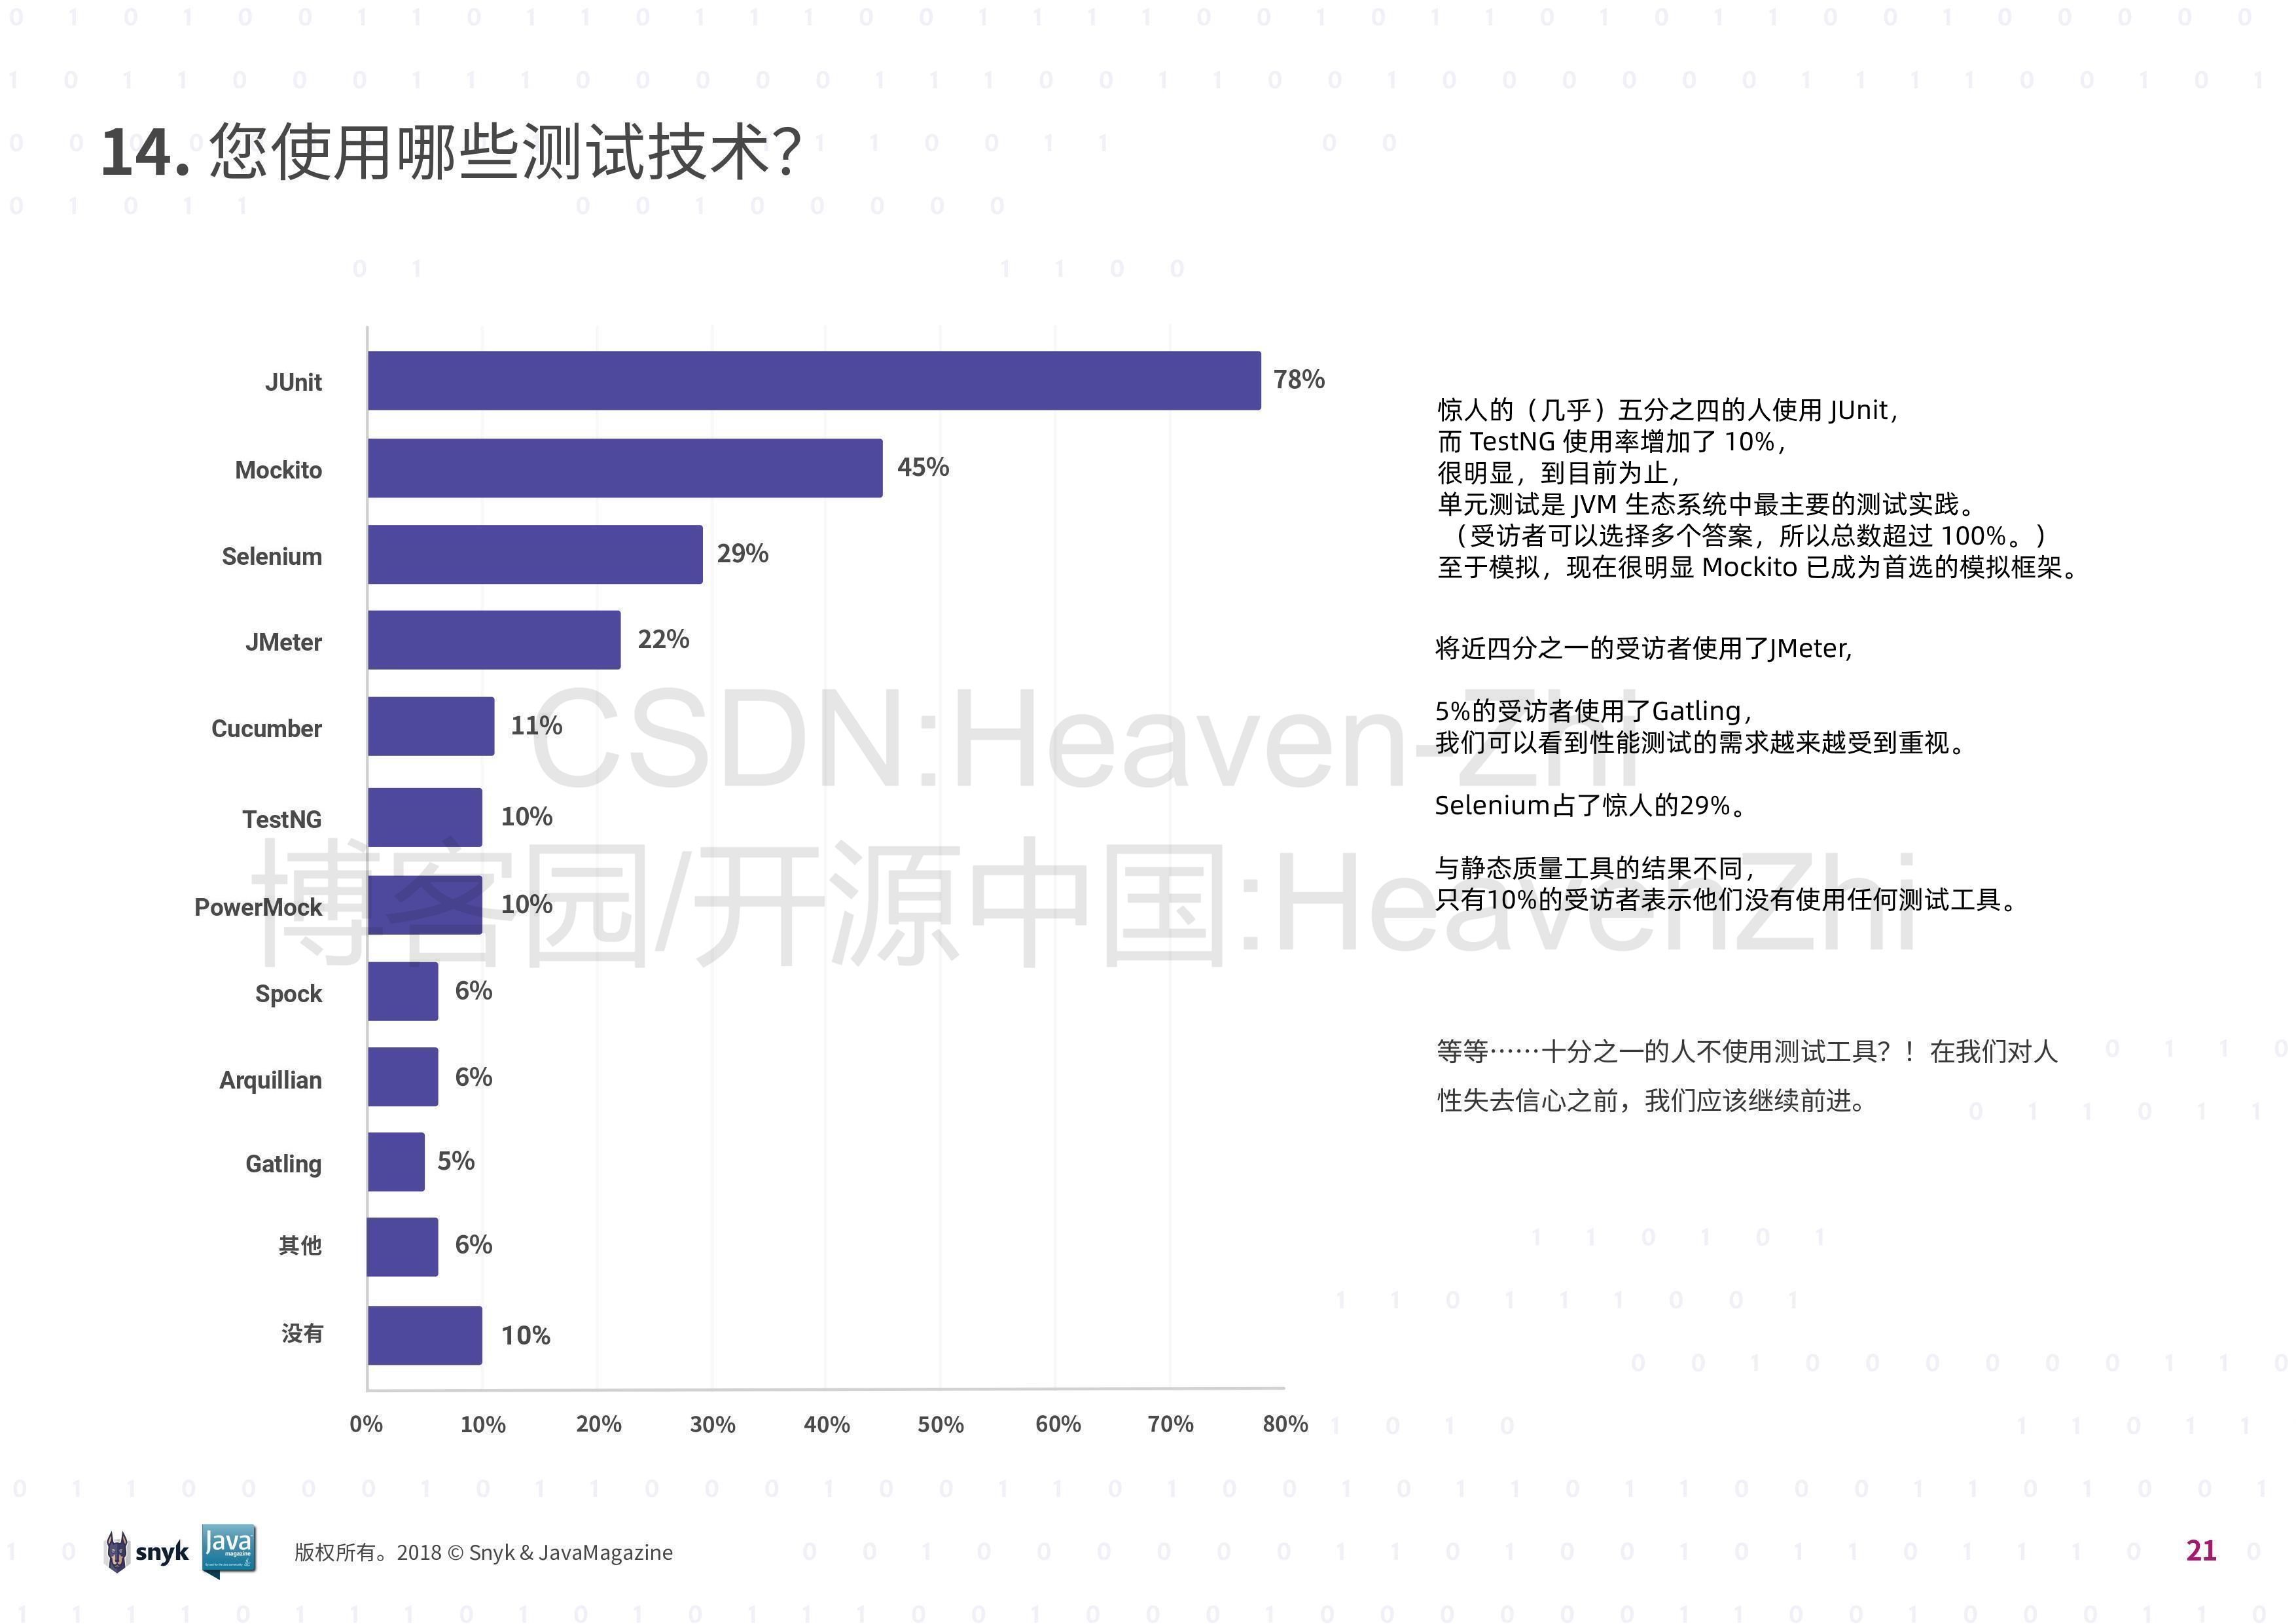 14. 您使用哪些测试技术？
JUnit 78%
Mockito 45%
Selenium 29%
JMeter 22%
Cucumber 11%
TestNG 10%
PowerMock 10%
Spock 6%
Arquillian 6%
Gatling 5%
其他 6%
没有 10%
0% 10% 20% 30% 40% 50% 60% 70% 80%
惊人的（几乎）五分之四的人使用 JUnit，
而 TestNG 使用率增加了 10%，
很明显，到目前为止，
单元测试是 JVM 生态系统中最主要的测试实践。
（受访者可以选择多个答案，所以总数超过 100%。）
至于模拟，现在很明显 Mockito 已成为首选的模拟框架。
将近四分之一的受访者使用了JMeter,
5%的受访者使用了Gatling，
我们可以看到性能测试的需求越来越受到重视。
Selenium占了惊人的29%。
与静态质量工具的结果不同，
只有10%的受访者表示他们没有使用任何测试工具。
等等……十分之一的人不使用测试工具？！在我们对人
性失去信心之前，我们应该继续前进。
CSDN:Heaven-Zhi
博客园/开源中国:HeavenZhi
snyk
Java
magazine
版权所有。2018 © Snyk & JavaMagazine
21